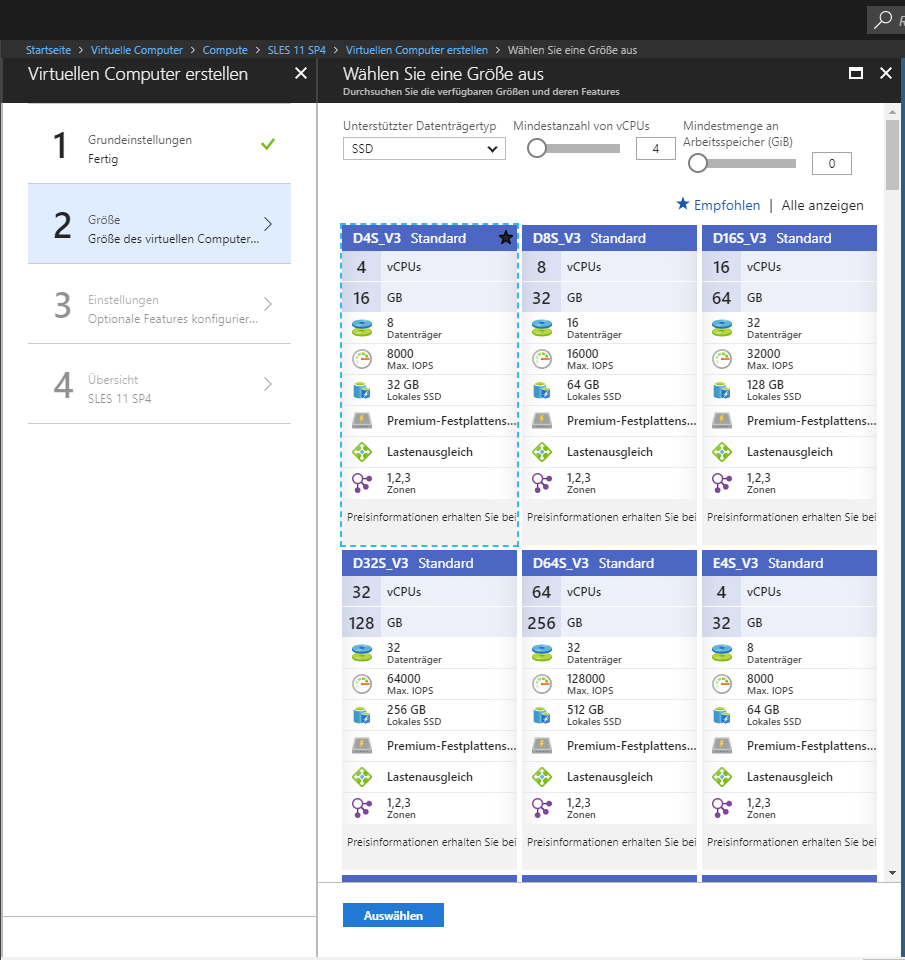 Startseite > Virtuelle Computer > Compute > SLES 11 SP4 > Virtuellen Computer erstellen > Wählen Sie eine Größe aus
Virtuellen Computer erstellen
1
Grundeinstellungen
Fertig
2
Größe
Größe des virtuellen Computer...
3
Einstellungen
Optionale Features konfigurier...
4
Übersicht
SLES 11 SP4
Wählen Sie eine Größe aus
Durchsuchen Sie die verfügbaren Größen und deren Features
Unterstützter Datenträgertyp
SSD
Mindestanzahl von vCPUs
4
Mindestmenge an
Arbeitsspeicher (GiB)
0
Empfohlen | Alle anzeigen
D4S_V3 Standard
4 vCPUs
16 GB
8
Datenträger
8000
Max. IOPS
32 GB
Lokales SSD
Premium-Festplattens...
Lastenausgleich
1,2,3
Zonen
Preisinformationen erhalten Sie bei
D8S_V3 Standard
8 vCPUs
32 GB
16
Datenträger
16000
Max. IOPS
64 GB
Lokales SSD
Premium-Festplattens...
Lastenausgleich
1,2,3
Zonen
Preisinformationen erhalten Sie bei
D16S_V3 Standard
16 vCPUs
64 GB
32
Datenträger
32000
Max. IOPS
128 GB
Lokales SSD
Premium-Festplattens...
Lastenausgleich
1,2,3
Zonen
Preisinformationen erhalten Sie bei
D32S_V3 Standard
32 vCPUs
128 GB
32
Datenträger
64000
Max. IOPS
256 GB
Lokales SSD
Premium-Festplattens...
Lastenausgleich
1,2,3
Zonen
Preisinformationen erhalten Sie bei
D64S_V3 Standard
64 vCPUs
256 GB
32
Datenträger
128000
Max. IOPS
512 GB
Lokales SSD
Premium-Festplattens...
Lastenausgleich
1,2,3
Zonen
Preisinformationen erhalten Sie bei
E4S_V3 Standard
4 vCPUs
32 GB
8
Datenträger
8000
Max. IOPS
64 GB
Lokales SSD
Premium-Festplattens...
Lastenausgleich
1,2,3
Zonen
Preisinformationen erhalten Sie bei
Auswählen